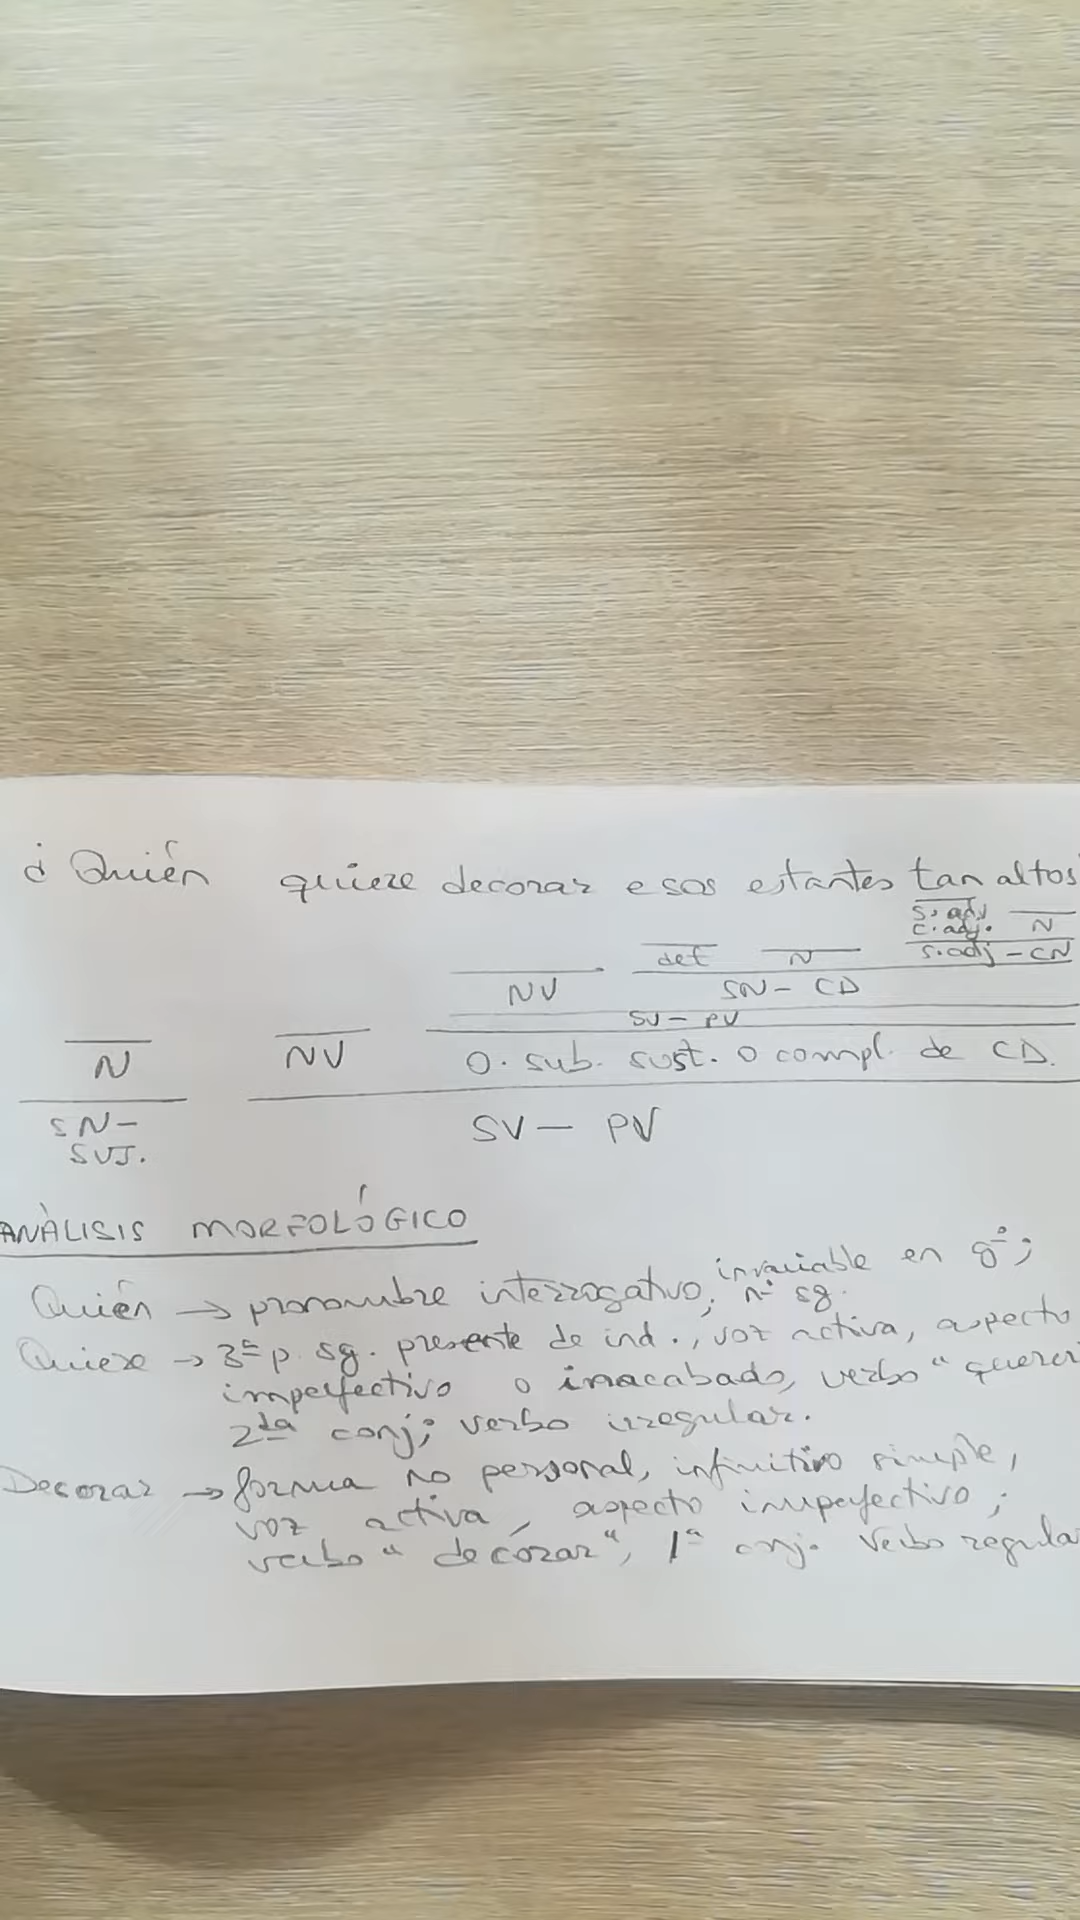 ¿Quién quiere decorar esos estantes tan altos
S. adj
C. adj. N
det N S. adj - CN
NV SN - CD
SV - PV
N NV O. sub. sust. o compl. de CD.
SN - SV - PV
SUJ.
ANÁLISIS MORFOLÓGICO
Quién → pronombre interrogativo, invariable en gº; nº sg.
Quiere → 3ª p. sg. presente de ind., voz activa, aspecto
imperfectivo o inacabado, verbo "querer
2da conj; verbo irregular.
Decorar → forma no personal, infinitivo simple,
voz activa, aspecto imperfectivo;
verbo "decorar", 1ª conj. Verbo regula